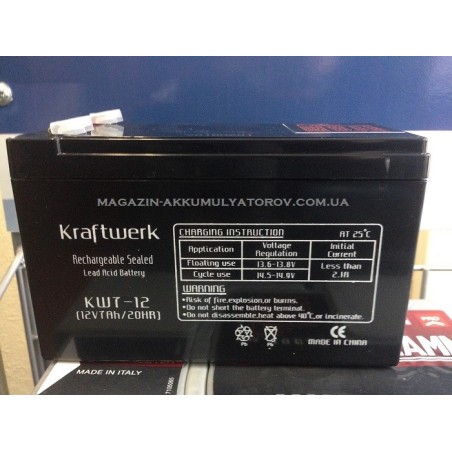 MAGAZIN-AKKUMULYATOROV.COM.UA
Kraftwerk
Rechargeable Sealed
Lead Acid Battery
KWT-12
(12V7Ah/20HR)
CHARGING INSTRUCTION AT 25°C
Application Voltage Regulation Initial Current
Floating use 13.6-13.8V Less than 2.1A
Cycle use 14.5-14.9V
WARNING
•Risk of fire,explosion,or burns.
•Do not short the battery terminal.
•Do not disassemble,heat above 40°C,or incinerate.
Pb Pb
CE
MADE IN CHINA
MADE IN ITALY
PRO